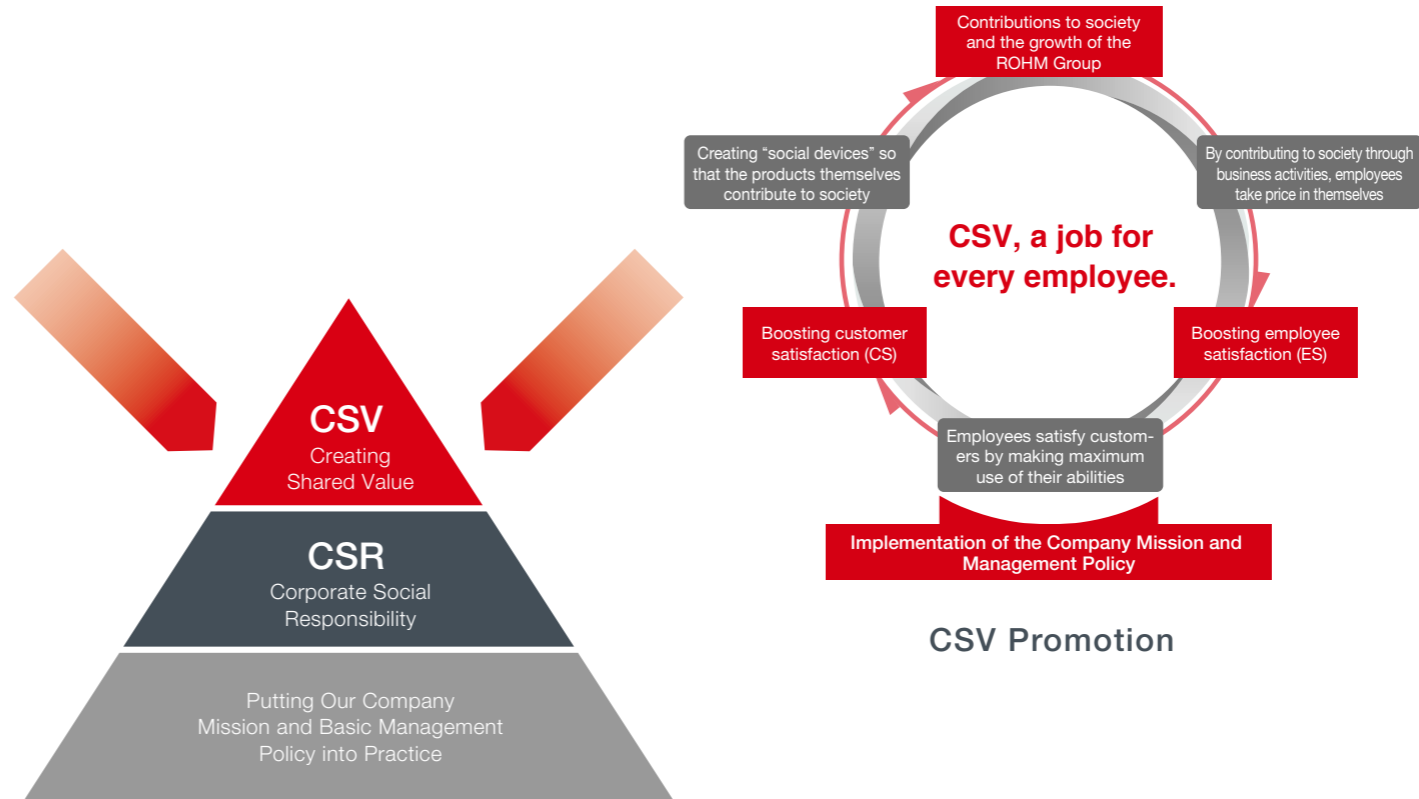 CSV
Creating
Shared Value
CSR
Corporate Social
Responsibility
Putting Our Company
Mission and Basic Management
Policy into Practice
Contributions to society
and the growth of the
ROHM Group
Creating “social devices” so
that the products themselves
contribute to society
By contributing to society through
business activities, employees
take price in themselves
CSV, a job for
every employee.
Boosting customer
satisfaction (CS)
Boosting employee
satisfaction (ES)
Employees satisfy custom-
ers by making maximum
use of their abilities
Implementation of the Company Mission and
Management Policy
CSV Promotion